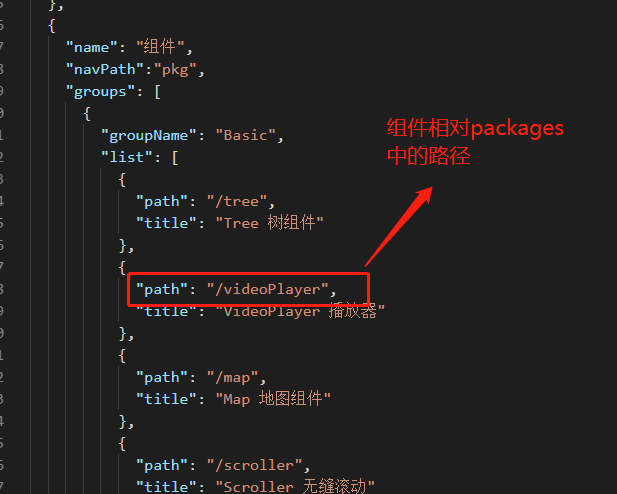 },
{
"name": "组件",
"navPath":"pkg",
"groups": [
{
"groupName": "Basic",
"list": [
{
"path": "/tree",
"title": "Tree 树组件"
},
{
"path": "/videoPlayer",
"title": "VideoPlayer 播放器"
},
{
"path": "/map",
"title": "Map 地图组件"
},
{
"path": "/scroller",
"title": "Scroller 无缝滚动"
组件相对packages
中的路径